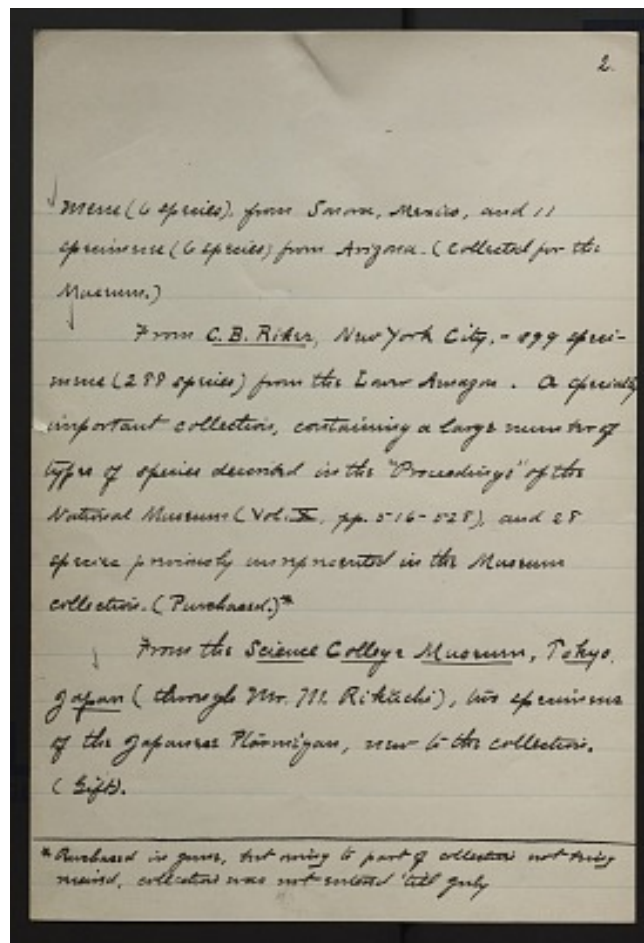 2.
mens (6 species), from Sonora, Mexico, and 11
specimens (6 species) from Arizona. (Collected for the
Museum.)
From C. B. Riker, New York City, - 899 speci-
mens (288 species) from the Lower Amazon. A specially
important collection, containing a large number of
types of species described in the "Proceedings" of the
National Museum (Vol. X, pp. 516-528), and 28
species previously unrepresented in the Museum
collection. (Purchased.)*
From the Science College Museum, Tokyo,
Japan (through Mr. M. Kikuchi), two specimens
of the Japanese Ptarmigan, new to the collection.
(Gift).
* Purchased in June, but owing to part of collection not being
received, collection was not entered 'till July